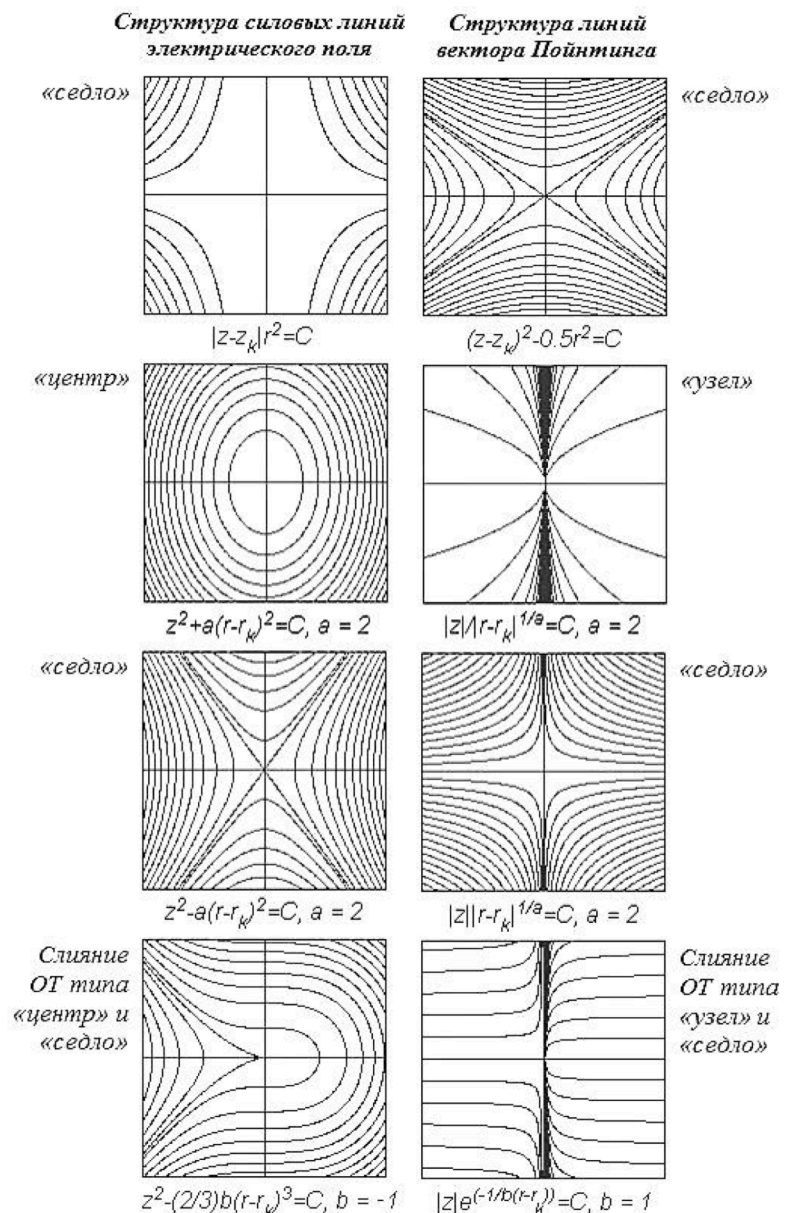 Структура силовых линий
электрического поля
Структура линий
вектора Пойнтинга
«седло»
«седло»
|z-z_k|r²=C
(z-z_k)²-0.5r²=C
«центр»
«узел»
z²+a(r-r_k)²=C, a = 2
|z|/|r-r_k|^{1/a}=C, a = 2
«седло»
«седло»
z²-a(r-r_k)²=C, a = 2
|z||r-r_k|^{1/a}=C, a = 2
Слияние
ОТ типа
«центр» и
«седло»
Слияние
ОТ типа
«узел» и
«седло»
z²-(2/3)b(r-r_k)³=C, b = -1
|z|e^{(-1/b(r-r_k))}=C, b = 1